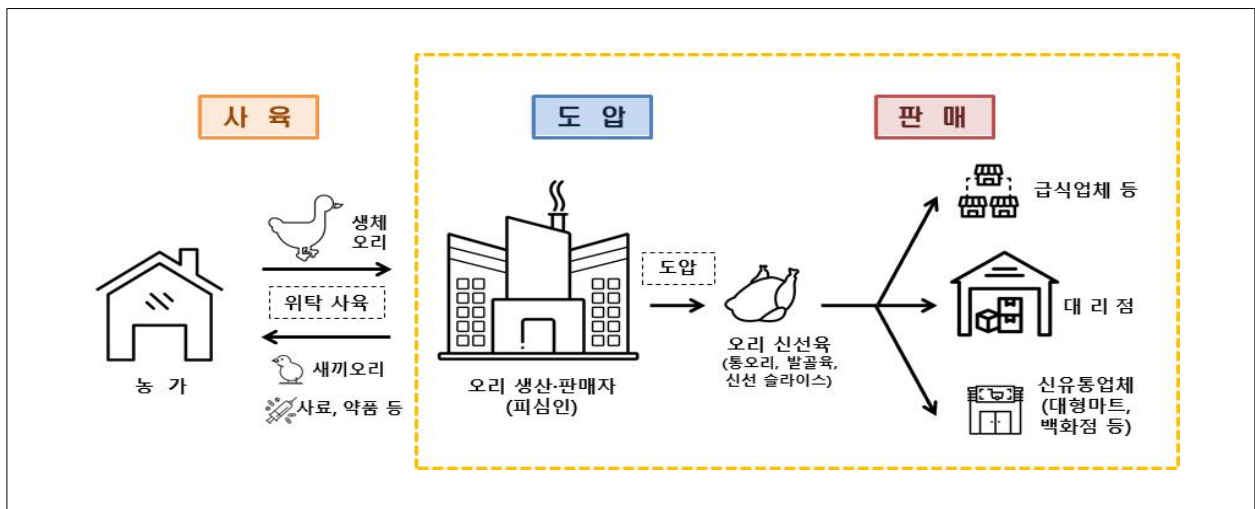 사 육
도 압
판 매
생체
오리
위탁 사육
새끼오리
사료, 약품 등
농 가
오리 생산·판매자
(피심인)
도압
오리 신선육
(통오리, 발골육,
신선 슬라이스)
급식업체 등
대 리 점
신유통업체
(대형마트,
백화점 등)